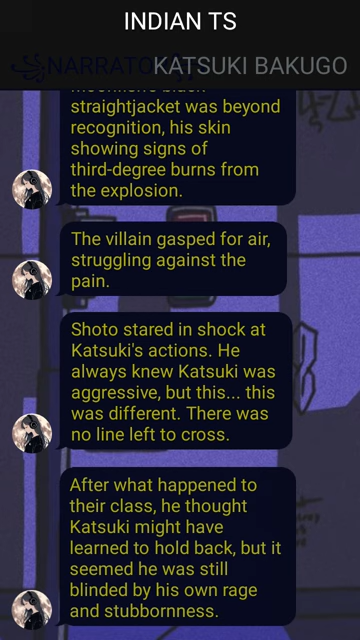 INDIAN TS
NARRATO
KATSUKI BAKUGO
straightjacket was beyond
recognition, his skin
showing signs of
third-degree burns from
the explosion.
The villain gasped for air,
struggling against the
pain.
Shoto stared in shock at
Katsuki's actions. He
always knew Katsuki was
aggressive, but this... this
was different. There was
no line left to cross.
After what happened to
their class, he thought
Katsuki might have
learned to hold back, but it
seemed he was still
blinded by his own rage
and stubbornness.